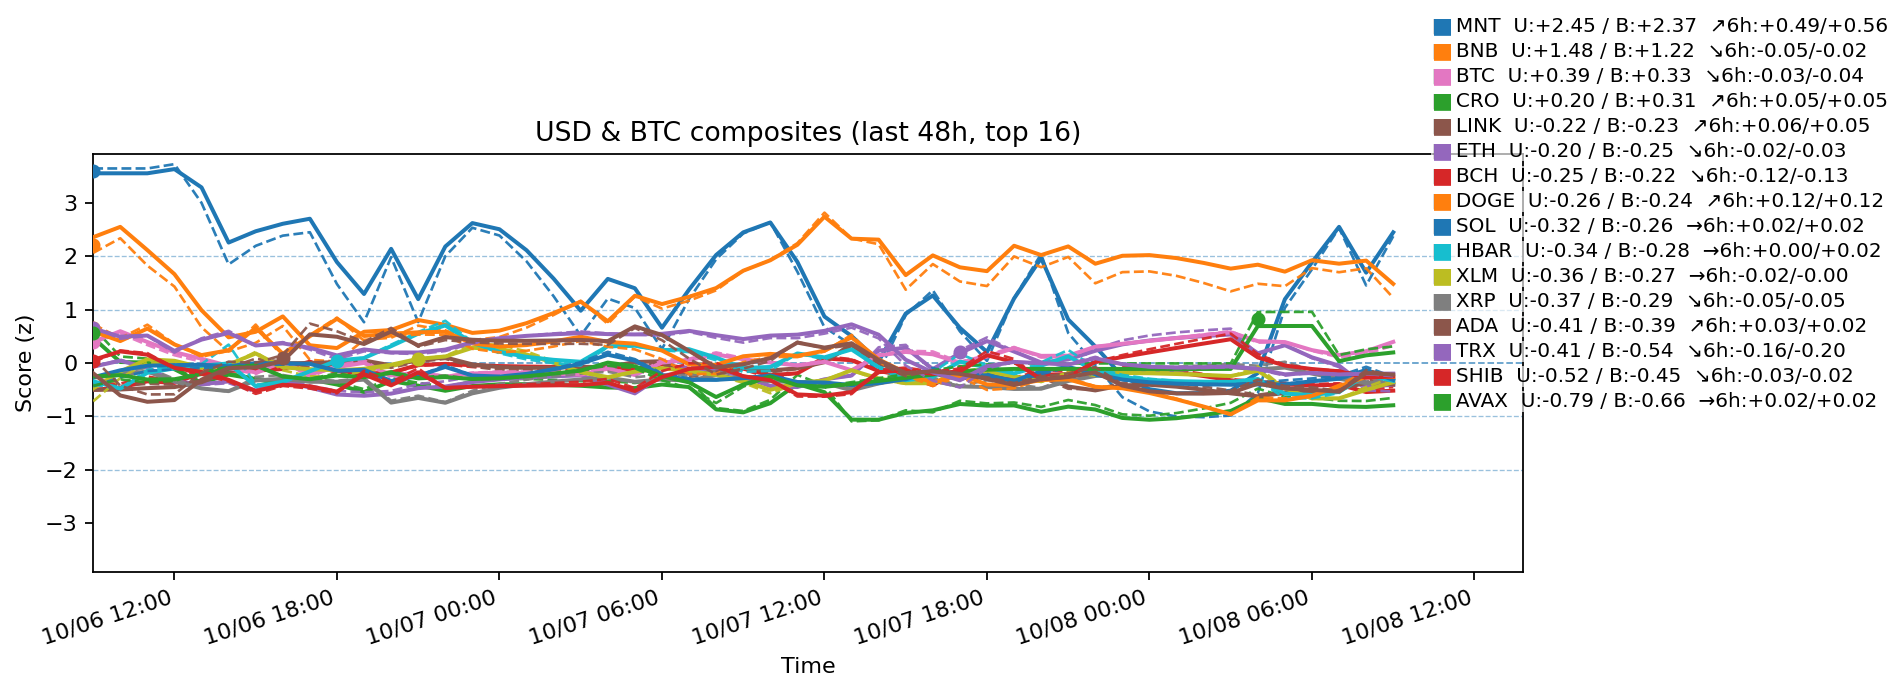 MNT U:+2.45 / B:+2.37 ↗6h:+0.49/+0.56
BNB U:+1.48 / B:+1.22 ↘6h:-0.05/-0.02
BTC U:+0.39 / B:+0.33 ↘6h:-0.03/-0.04
CRO U:+0.20 / B:+0.31 ↗6h:+0.05/+0.05
LINK U:-0.22 / B:-0.23 ↗6h:+0.06/+0.05
ETH U:-0.20 / B:-0.25 ↘6h:-0.02/-0.03
BCH U:-0.25 / B:-0.22 ↘6h:-0.12/-0.13
DOGE U:-0.26 / B:-0.24 ↗6h:+0.12/+0.12
SOL U:-0.32 / B:-0.26 →6h:+0.02/+0.02
HBAR U:-0.34 / B:-0.28 →6h:+0.00/+0.02
XLM U:-0.36 / B:-0.27 →6h:-0.02/-0.00
XRP U:-0.37 / B:-0.29 ↘6h:-0.05/-0.05
ADA U:-0.41 / B:-0.39 ↗6h:+0.03/+0.02
TRX U:-0.41 / B:-0.54 ↘6h:-0.16/-0.20
SHIB U:-0.52 / B:-0.45 ↘6h:-0.03/-0.02
AVAX U:-0.79 / B:-0.66 →6h:+0.02/+0.02
USD & BTC composites (last 48h, top 16)
Score (z)
3
2
1
0
−1
−2
−3
10/06 12:00
10/06 18:00
10/07 00:00
10/07 06:00
10/07 12:00
10/07 18:00
10/08 00:00
10/08 06:00
10/08 12:00
Time